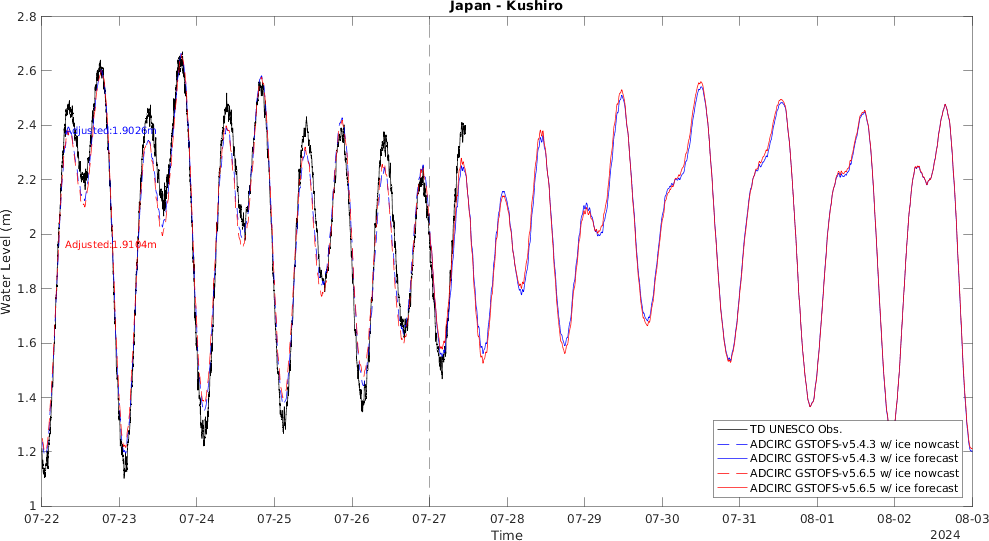 Japan - Kushiro
2.8
2.6
2.4
2.2
2
1.8
1.6
1.4
1.2
1
Water Level (m)
Adjusted:1.9026m
Adjusted:1.9104m
TD UNESCO Obs.
ADCIRC GSTOFS-v5.4.3 w/ ice nowcast
ADCIRC GSTOFS-v5.4.3 w/ ice forecast
ADCIRC GSTOFS-v5.6.5 w/ ice nowcast
ADCIRC GSTOFS-v5.6.5 w/ ice forecast
07-22 07-23 07-24 07-25 07-26 07-27 07-28 07-29 07-30 07-31 08-01 08-02 08-03
Time
2024